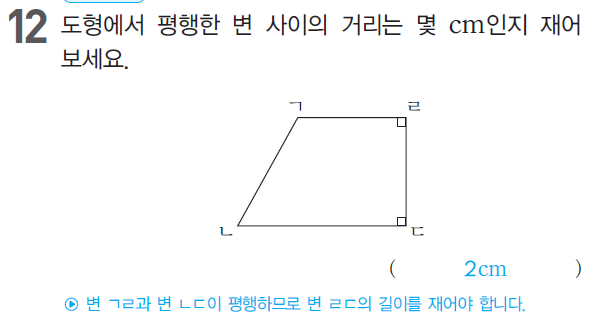 12 도형에서 평행한 변 사이의 거리는 몇 cm인지 재어
보세요.
ㄱ ㄹ
ㄴ ㄷ
( 2cm )
변 ㄱㄹ과 변 ㄴㄷ이 평행하므로 변 ㄹㄷ의 길이를 재어야 합니다.